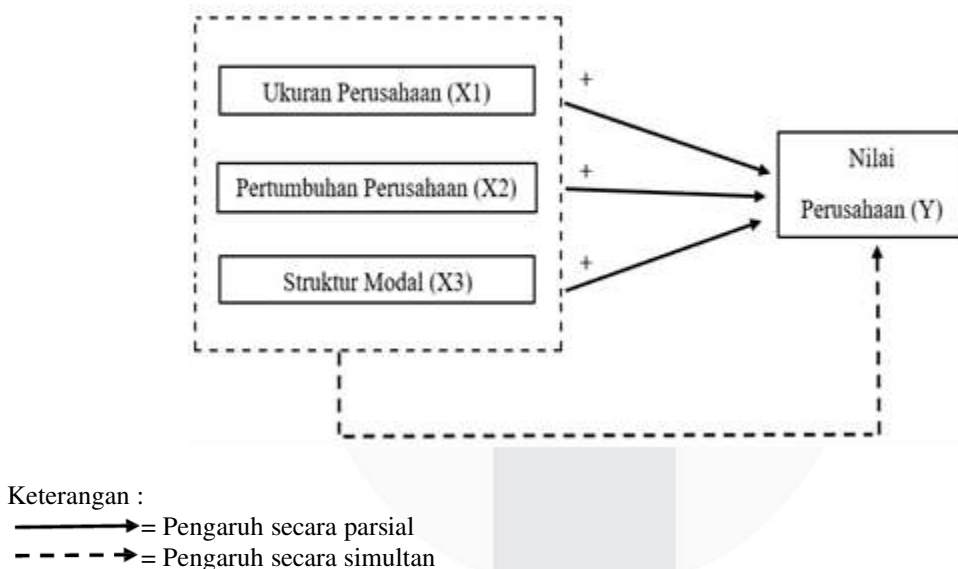 Ukuran Perusahaan (X1)
+
Pertumbuhan Perusahaan (X2)
+
Struktur Modal (X3)
+
Nilai
Perusahaan (Y)
Keterangan :
= Pengaruh secara parsial
= Pengaruh secara simultan